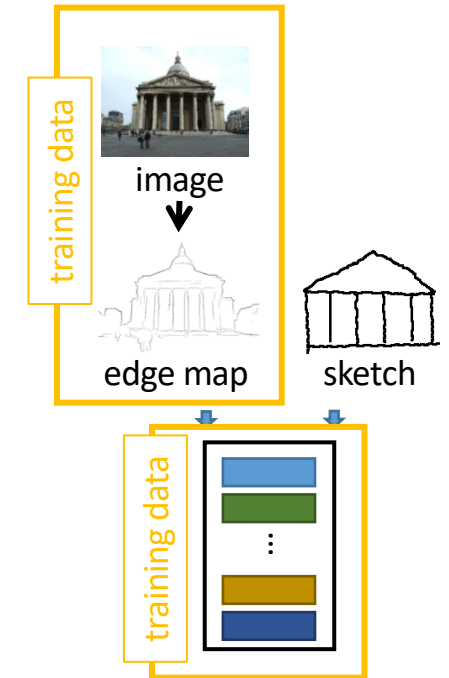 training data
image
edge map
sketch
training data
...